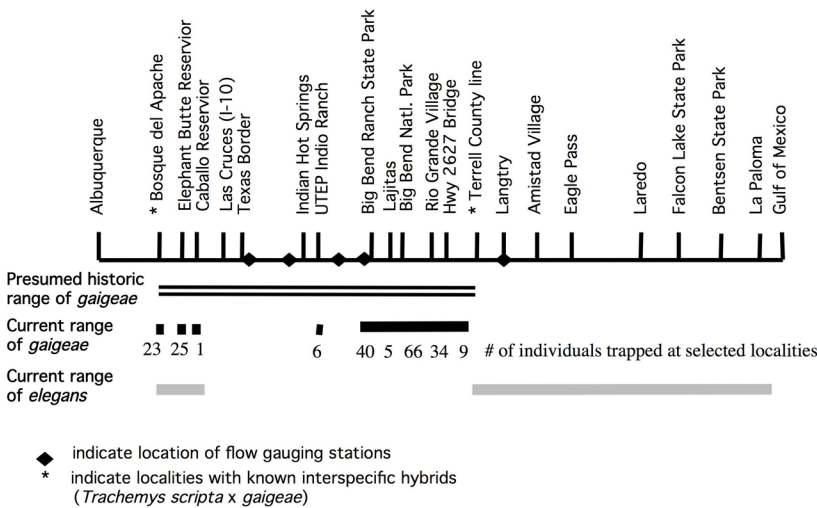 Albuquerque
* Bosque del Apache
Elephant Butte Reservior
Caballo Reservior
Las Cruces (I-10)
Texas Border
Indian Hot Springs
UTEP Indio Ranch
Big Bend Ranch State Park
Lajitas
Big Bend Natl. Park
Rio Grande Village
Hwy 2627 Bridge
* Terrell County line
Langtry
Amistad Village
Eagle Pass
Laredo
Falcon Lake State Park
Bentsen State Park
La Paloma
Gulf of Mexico
Presumed historic
range of gaigeae
Current range
of gaigeae
23 25 1 6 40 5 66 34 9 # of individuals trapped at selected localities
Current range
of elegans
indicate location of flow gauging stations
* indicate localities with known interspecific hybrids
(Trachemys scripta x gaigeae)